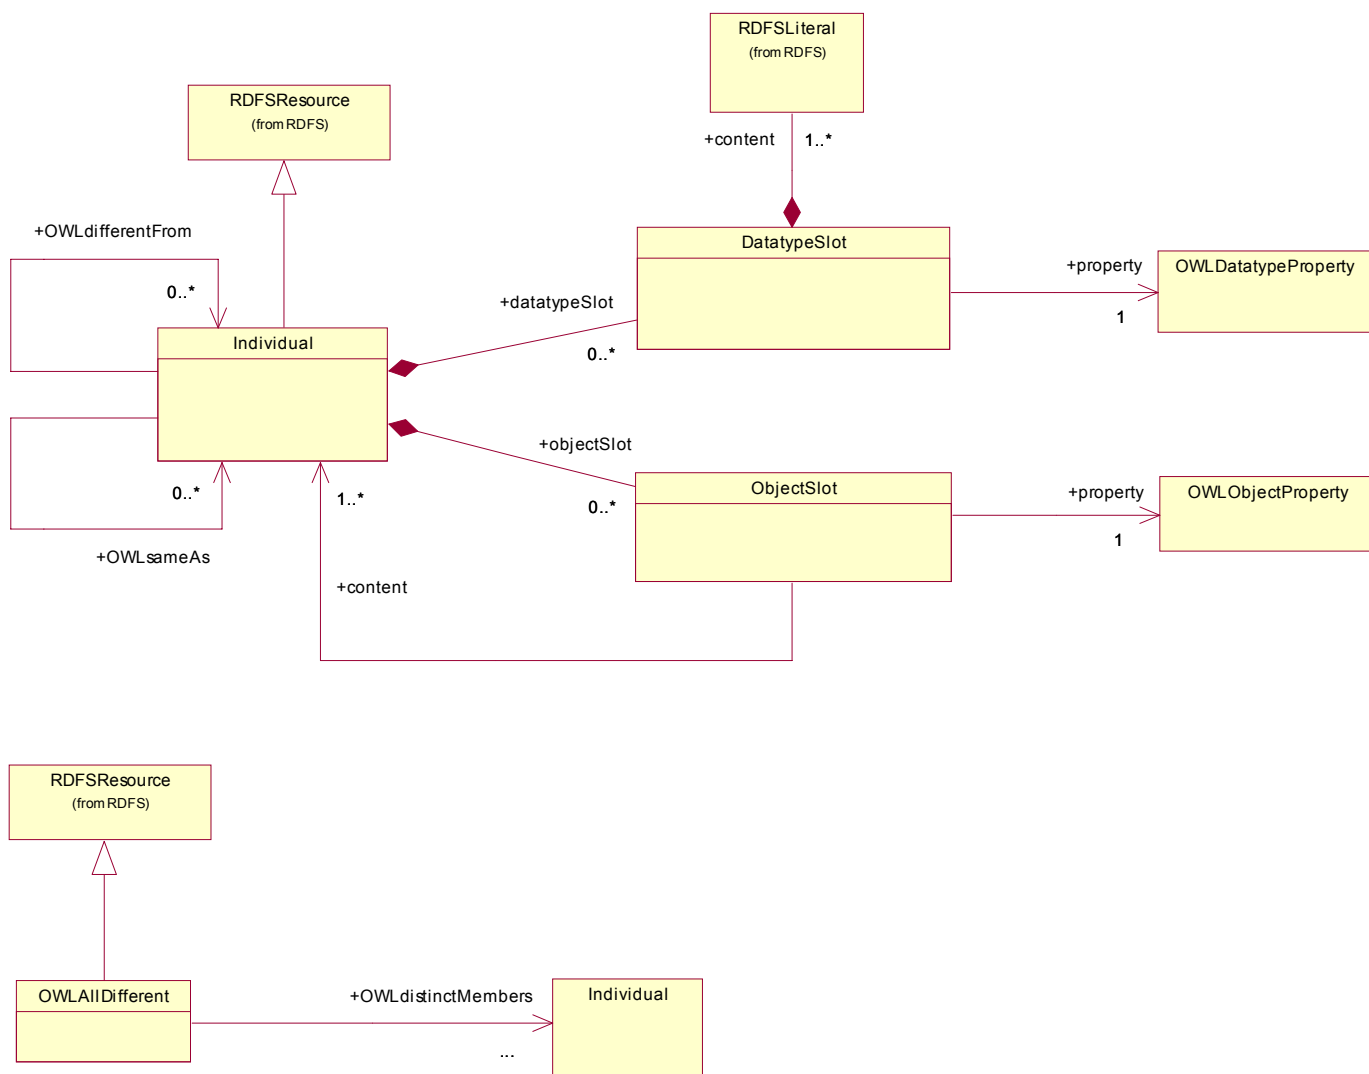 RDFSLiteral
(from RDFS)
RDFSResource
(from RDFS)
+content
1..*
+OWLdifferentFrom
0..*
DatatypeSlot
+property
1
OWLDatatypeProperty
+datatypeSlot
0..*
Individual
+objectSlot
0..*
0..*
1..*
+OWLsameAs
+content
ObjectSlot
+property
1
OWLObjectProperty
RDFSResource
(from RDFS)
OWLAllDifferent
+OWLdistinctMembers
...
Individual